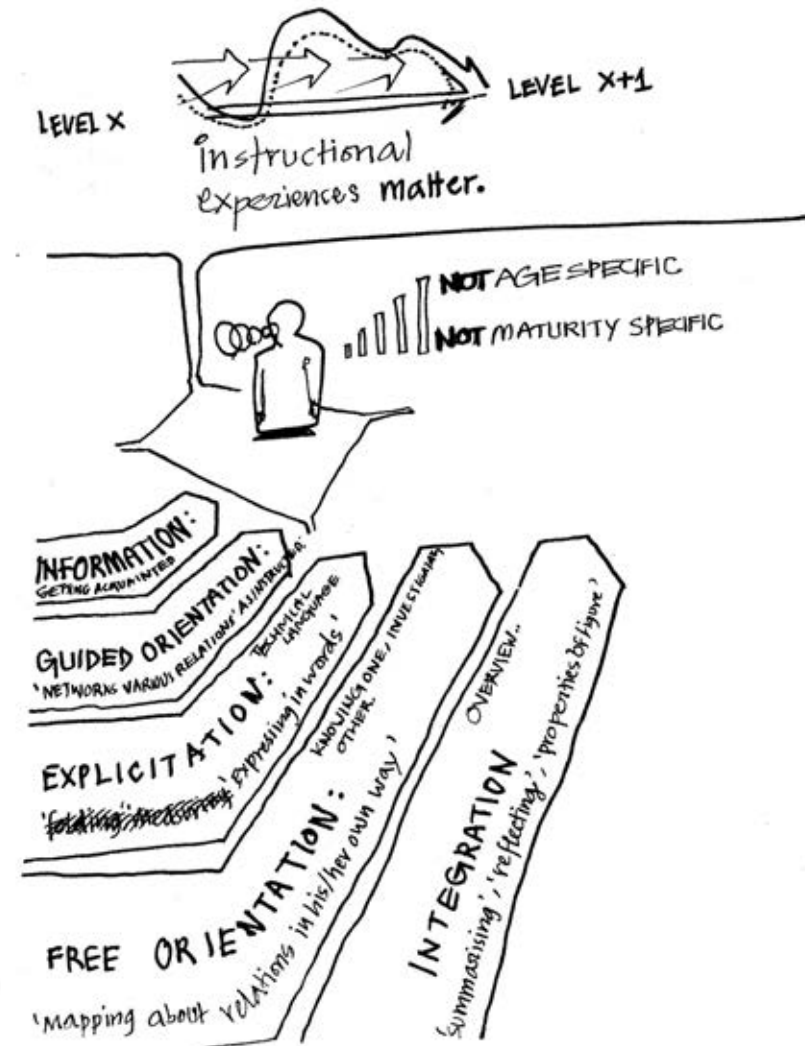 LEVEL X
LEVEL X+1
instructional
experiences matter.
NOT AGE SPECIFIC
NOT MATURITY SPECIFIC
INFORMATION:
GETTING ACQUAINTED
GUIDED ORIENTATION:
'NETWORKS VARIOUS RELATIONS' AS INSTRUCTED
TECHNICAL
LANGUAGE
EXPLICITATION:
'expressing in words'
KNOWING ONE, INVESTIGATING
OTHER.
FREE ORIENTATION:
'Mapping about relations in his/her own way'
OVERVIEW..
INTEGRATION
'summarising', 'reflecting', 'properties of figure'